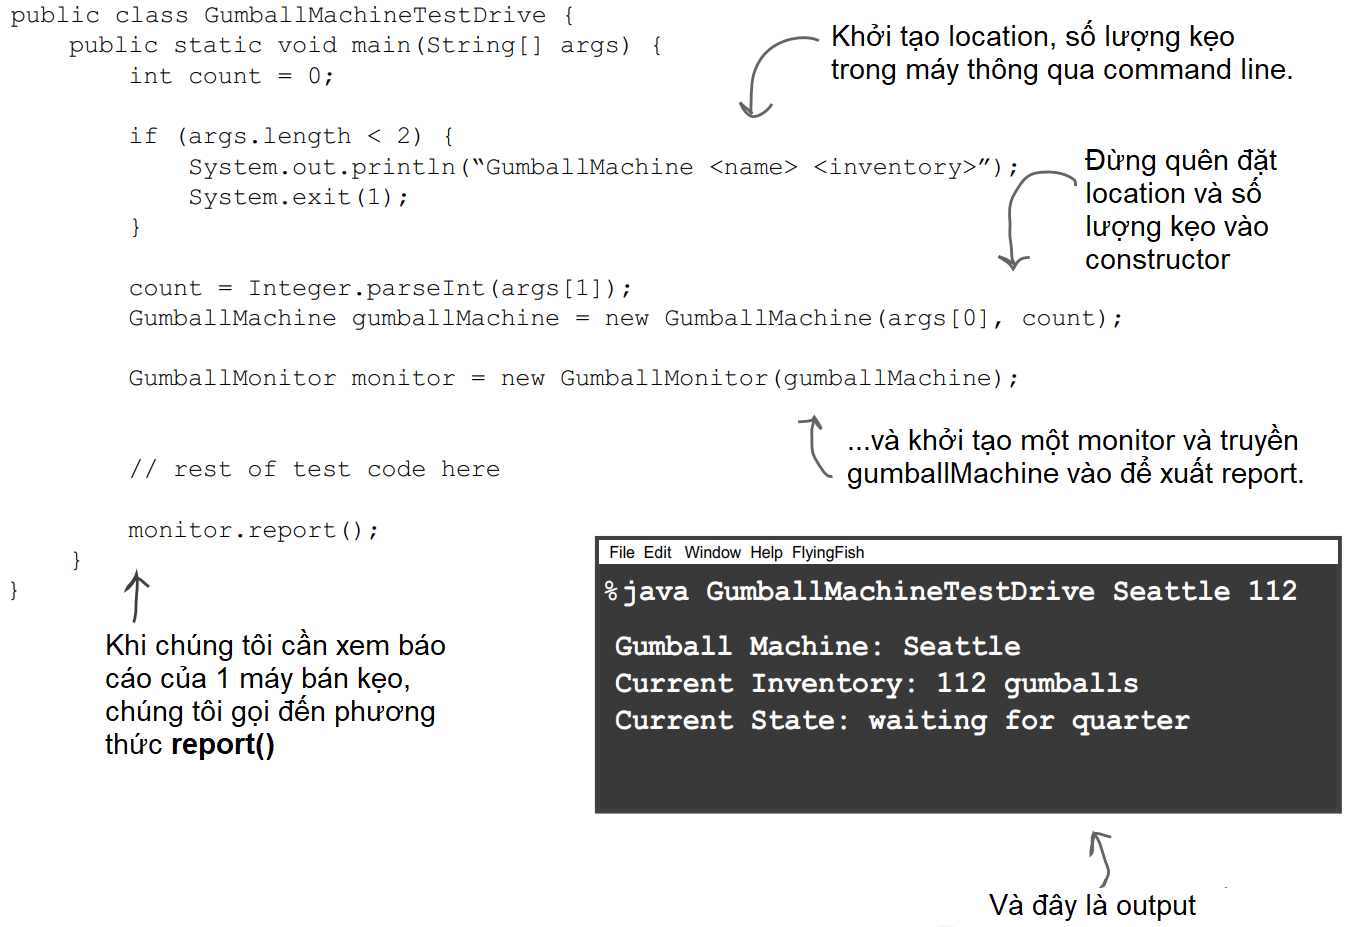 public class GumballMachineTestDrive {
public static void main(String[] args) {
int count = 0;
Khởi tạo location, số lượng kẹo
trong máy thông qua command line.
if (args.length < 2) {
System.out.println(“GumballMachine <name> <inventory>”);
System.exit(1);
}
Đừng quên đặt
location và số
lượng kẹo vào
constructor
count = Integer.parseInt(args[1]);
GumballMachine gumballMachine = new GumballMachine(args[0], count);
GumballMonitor monitor = new GumballMonitor(gumballMachine);
...và khởi tạo một monitor và truyền
gumballMachine vào để xuất report.
// rest of test code here
monitor.report();
}
}
Khi chúng tôi cần xem báo
cáo của 1 máy bán kẹo,
chúng tôi gọi đến phương
thức report()
File Edit Window Help FlyingFish
%java GumballMachineTestDrive Seattle 112
Gumball Machine: Seattle
Current Inventory: 112 gumballs
Current State: waiting for quarter
Và đây là output